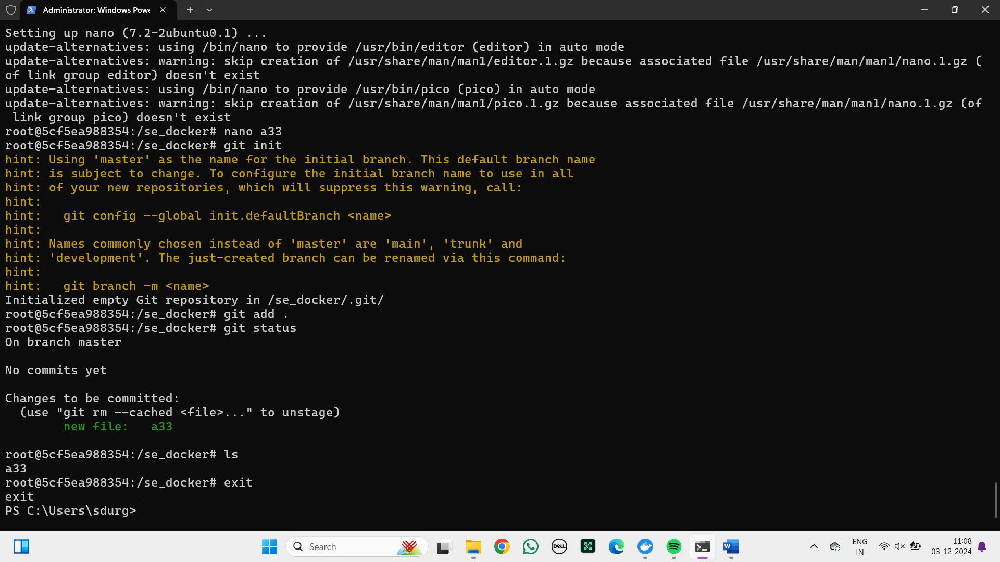 Administrator: Windows Powe
Setting up nano (7.2-2ubuntu0.1) ...
update-alternatives: using /bin/nano to provide /usr/bin/editor (editor) in auto mode
update-alternatives: warning: skip creation of /usr/share/man/man1/editor.1.gz because associated file /usr/share/man/man1/nano.1.gz (
of link group editor) doesn't exist
update-alternatives: using /bin/nano to provide /usr/bin/pico (pico) in auto mode
update-alternatives: warning: skip creation of /usr/share/man/man1/pico.1.gz because associated file /usr/share/man/man1/nano.1.gz (of
 link group pico) doesn't exist
root@5cf5ea988354:/se_docker# nano a33
root@5cf5ea988354:/se_docker# git init
hint: Using 'master' as the name for the initial branch. This default branch name
hint: is subject to change. To configure the initial branch name to use in all
hint: of your new repositories, which will suppress this warning, call:
hint:
hint:   git config --global init.defaultBranch <name>
hint:
hint: Names commonly chosen instead of 'master' are 'main', 'trunk' and
hint: 'development'. The just-created branch can be renamed via this command:
hint:
hint:   git branch -m <name>
Initialized empty Git repository in /se_docker/.git/
root@5cf5ea988354:/se_docker# git add .
root@5cf5ea988354:/se_docker# git status
On branch master
No commits yet
Changes to be committed:
  (use "git rm --cached <file>..." to unstage)
        new file:   a33
root@5cf5ea988354:/se_docker# ls
a33
root@5cf5ea988354:/se_docker# exit
exit
PS C:\Users\sdurg>
Search
DELL
W
ENG
IN
11:08
03-12-2024